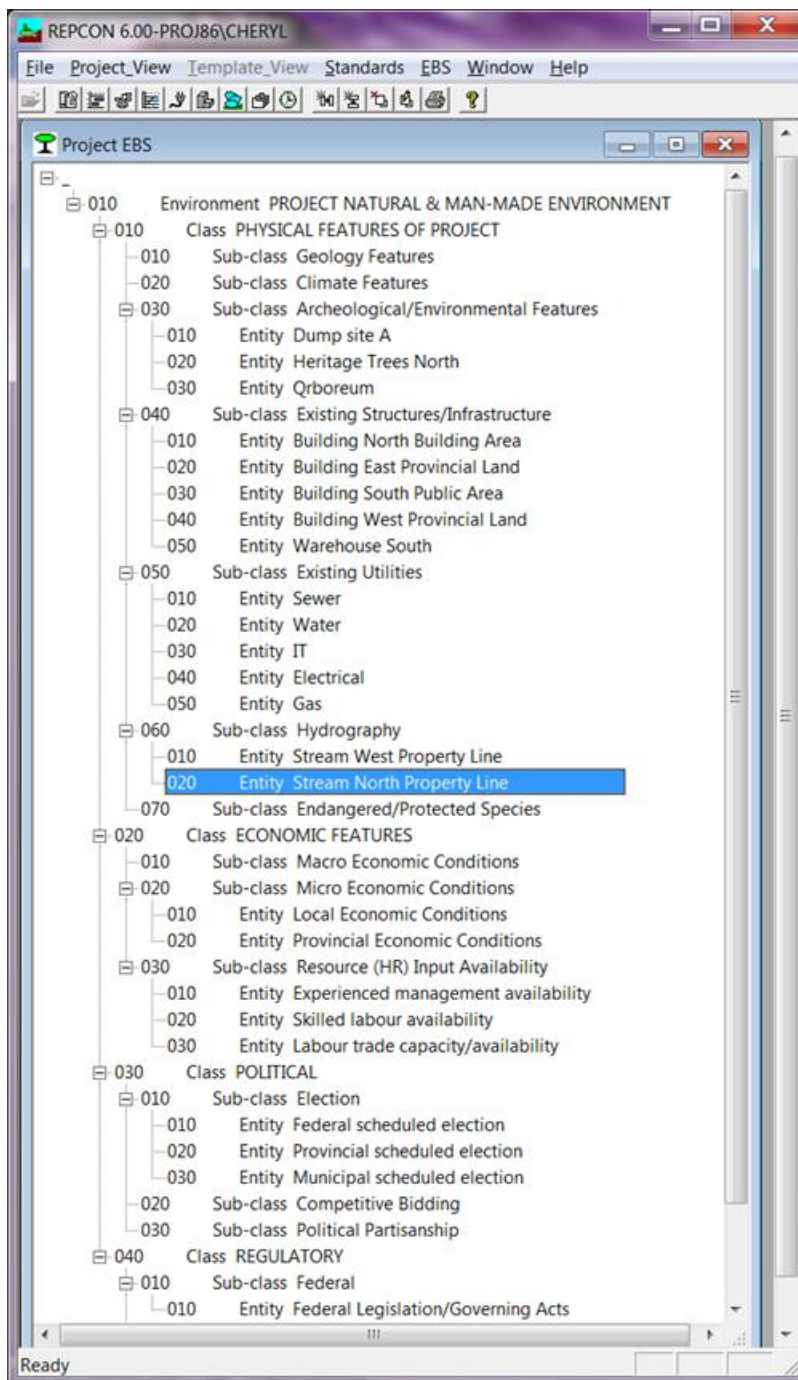 REPCON 6.00-PROJ86\CHERYL
File Project_View Template_View Standards EBS Window Help
Project EBS
010 Environment PROJECT NATURAL & MAN-MADE ENVIRONMENT
010 Class PHYSICAL FEATURES OF PROJECT
010 Sub-class Geology Features
020 Sub-class Climate Features
030 Sub-class Archeological/Environmental Features
010 Entity Dump site A
020 Entity Heritage Trees North
030 Entity Qrboreum
040 Sub-class Existing Structures/Infrastructure
010 Entity Building North Building Area
020 Entity Building East Provincial Land
030 Entity Building South Public Area
040 Entity Building West Provincial Land
050 Entity Warehouse South
050 Sub-class Existing Utilities
010 Entity Sewer
020 Entity Water
030 Entity IT
040 Entity Electrical
050 Entity Gas
060 Sub-class Hydrography
010 Entity Stream West Property Line
020 Entity Stream North Property Line
070 Sub-class Endangered/Protected Species
020 Class ECONOMIC FEATURES
010 Sub-class Macro Economic Conditions
020 Sub-class Micro Economic Conditions
010 Entity Local Economic Conditions
020 Entity Provincial Economic Conditions
030 Sub-class Resource (HR) Input Availability
010 Entity Experienced management availability
020 Entity Skilled labour availability
030 Entity Labour trade capacity/availability
030 Class POLITICAL
010 Sub-class Election
010 Entity Federal scheduled election
020 Entity Provincial scheduled election
030 Entity Municipal scheduled election
020 Sub-class Competitive Bidding
030 Sub-class Political Partisanship
040 Class REGULATORY
010 Sub-class Federal
010 Entity Federal Legislation/Governing Acts
Ready